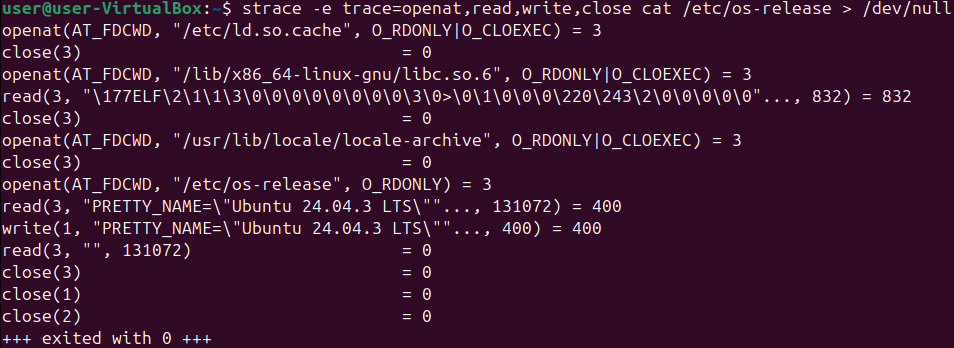 user@user-VirtualBox:~$ strace -e trace=openat,read,write,close cat /etc/os-release > /dev/null
openat(AT_FDCWD, "/etc/ld.so.cache", O_RDONLY|O_CLOEXEC) = 3
close(3)                                = 0
openat(AT_FDCWD, "/lib/x86_64-linux-gnu/libc.so.6", O_RDONLY|O_CLOEXEC) = 3
read(3, "\177ELF\2\1\1\3\0\0\0\0\0\0\0\0\3\0>\0\1\0\0\0\220\243\2\0\0\0\0\0"..., 832) = 832
close(3)                                = 0
openat(AT_FDCWD, "/usr/lib/locale/locale-archive", O_RDONLY|O_CLOEXEC) = 3
close(3)                                = 0
openat(AT_FDCWD, "/etc/os-release", O_RDONLY) = 3
read(3, "PRETTY_NAME=\"Ubuntu 24.04.3 LTS\""..., 131072) = 400
write(1, "PRETTY_NAME=\"Ubuntu 24.04.3 LTS\""..., 400) = 400
read(3, "", 131072)                     = 0
close(3)                                = 0
close(1)                                = 0
close(2)                                = 0
+++ exited with 0 +++